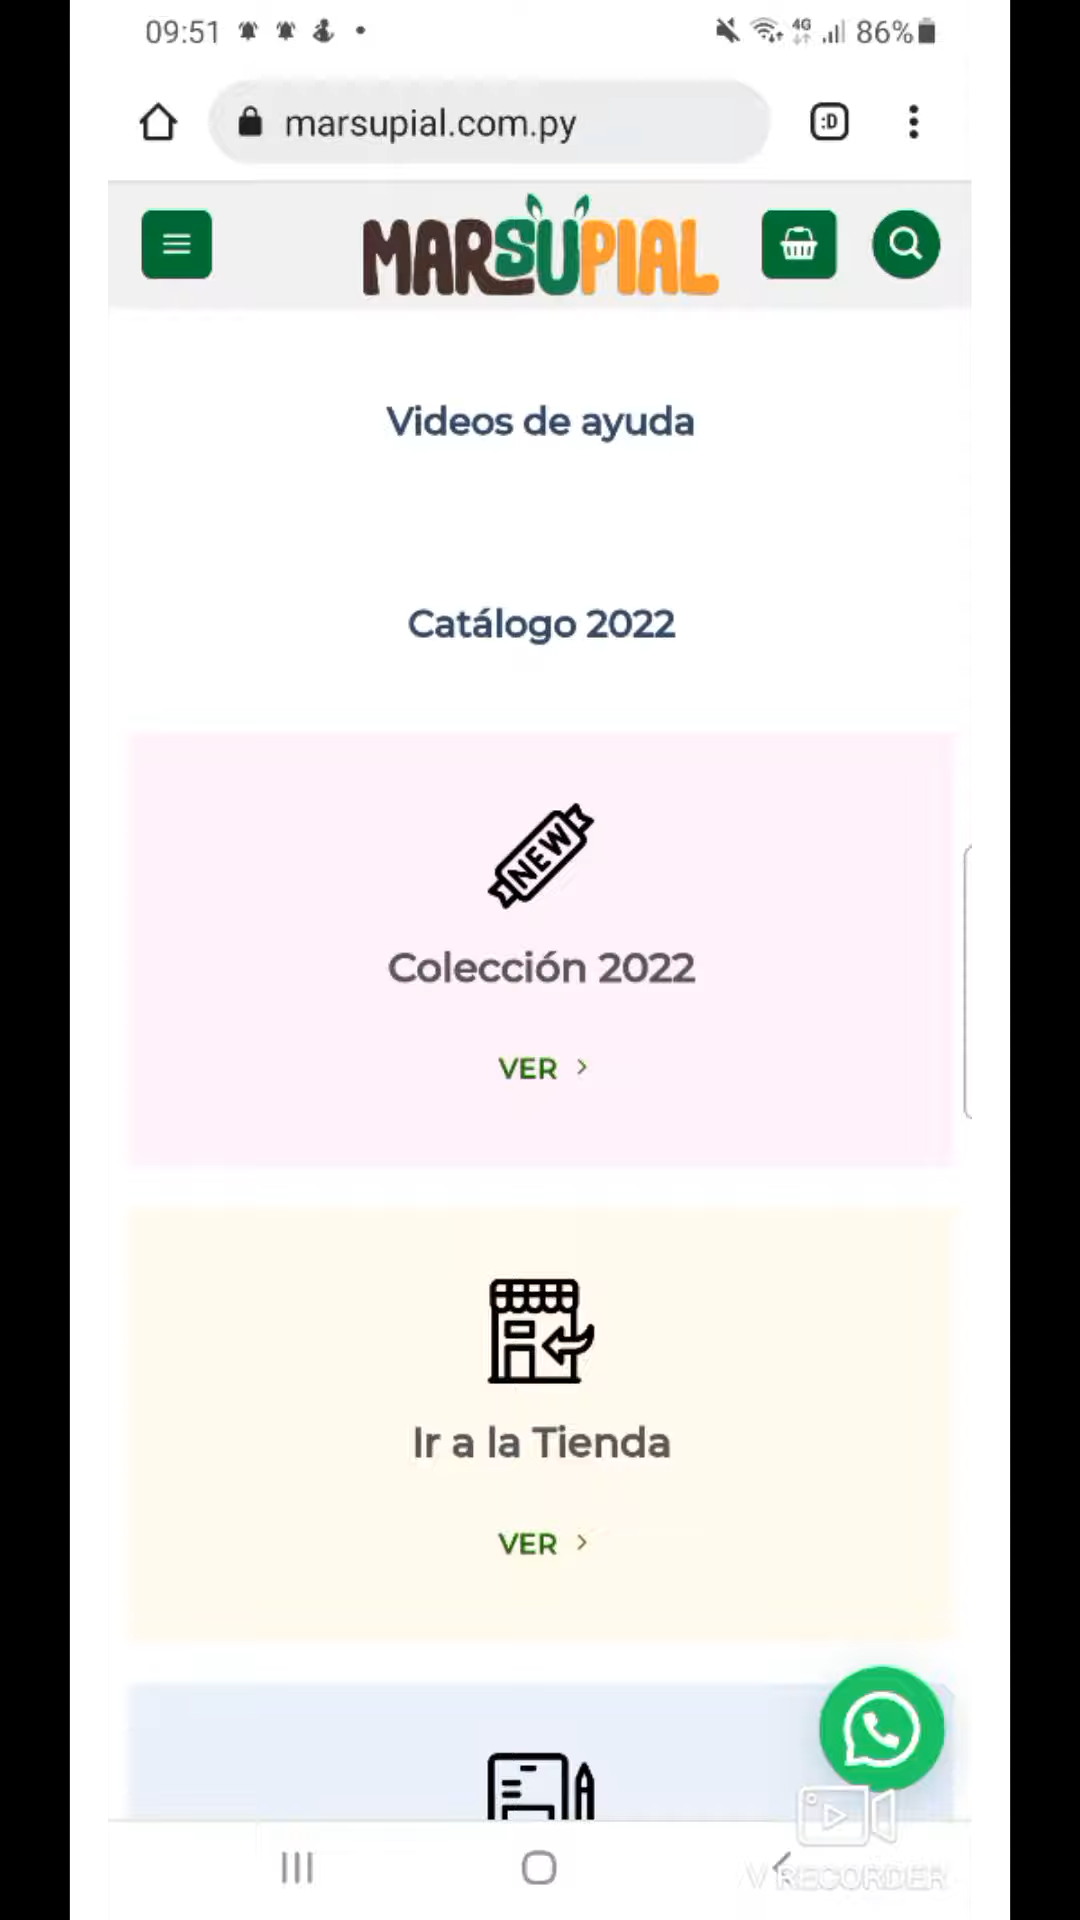 09:51
4G
86%
marsupial.com.py
:D
MARSUPIAL
Videos de ayuda
Catálogo 2022
NEW
Colección 2022
VER
Ir a la Tienda
VER
V RECORDER